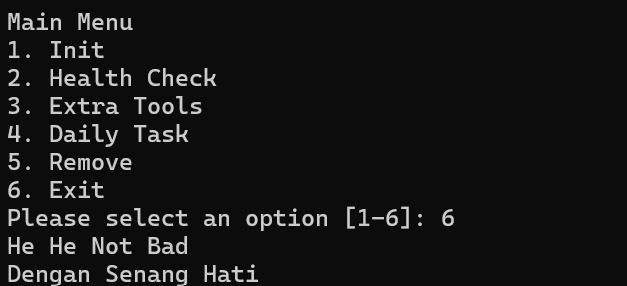 Main Menu
1. Init
2. Health Check
3. Extra Tools
4. Daily Task
5. Remove
6. Exit
Please select an option [1-6]: 6
He He Not Bad
Dengan Senang Hati